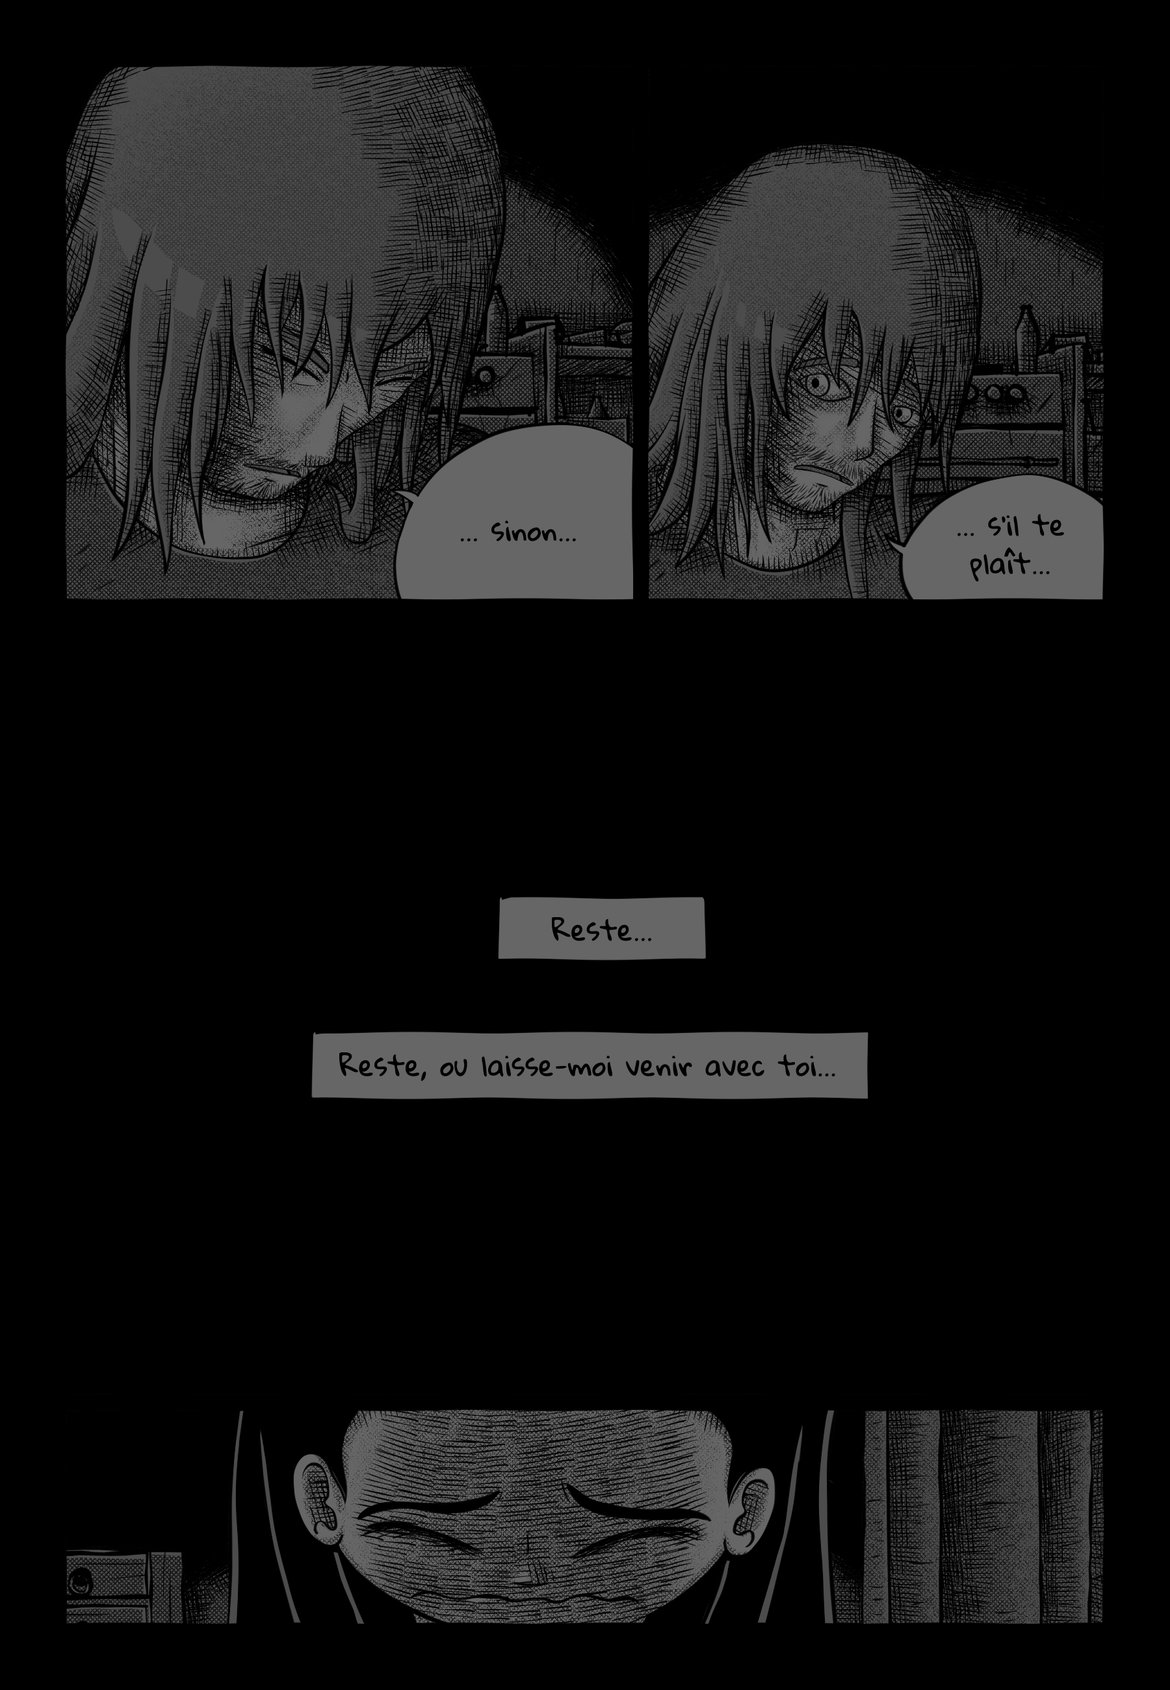 ... sinon...
... s'il te
plaît...
Reste...
Reste, ou laisse-moi venir avec toi...